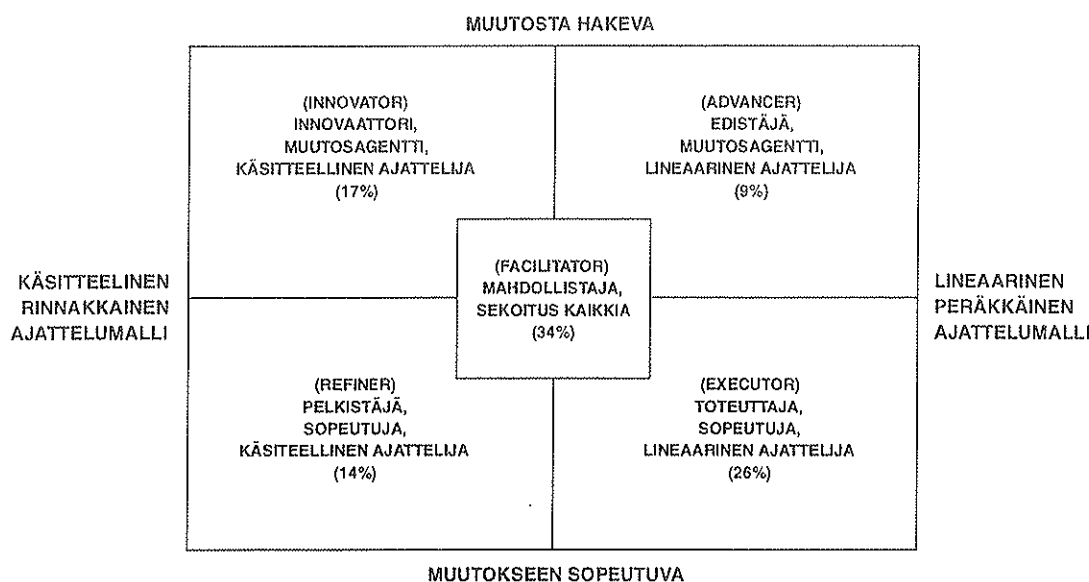 MUUTOSTA HAKEVA
(INNOVATOR)
INNOVAATTORI,
MUUTOSAGENTTI,
KÄSITTEELLINEN AJATTELIJA
(17%)
(ADVANCER)
EDISTÄJÄ,
MUUTOSAGENTTI,
LINEAARINEN AJATTELIJA
(9%)
KÄSITTEELINEN
RINNAKKAINEN
AJATTELUMALLI
(FACILITATOR)
MAHDOLLISTAJA,
SEKOITUS KAIKKIA
(34%)
LINEAARINEN
PERÄKKÄINEN
AJATTELUMALLI
(REFINER)
PELKISTÄJÄ,
SOPEUTUJA,
KÄSITEELLINEN AJATTELIJA
(14%)
(EXECUTOR)
TOTEUTTAJA,
SOPEUTUJA,
LINEAARINEN AJATTELIJA
(26%)
MUUTOKSEEN SOPEUTUVA